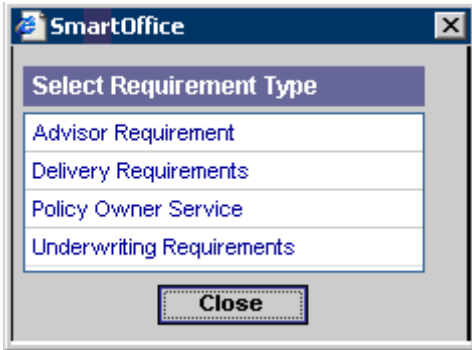 SmartOffice
Select Requirement Type
Advisor Requirement
Delivery Requirements
Policy Owner Service
Underwriting Requirements
Close